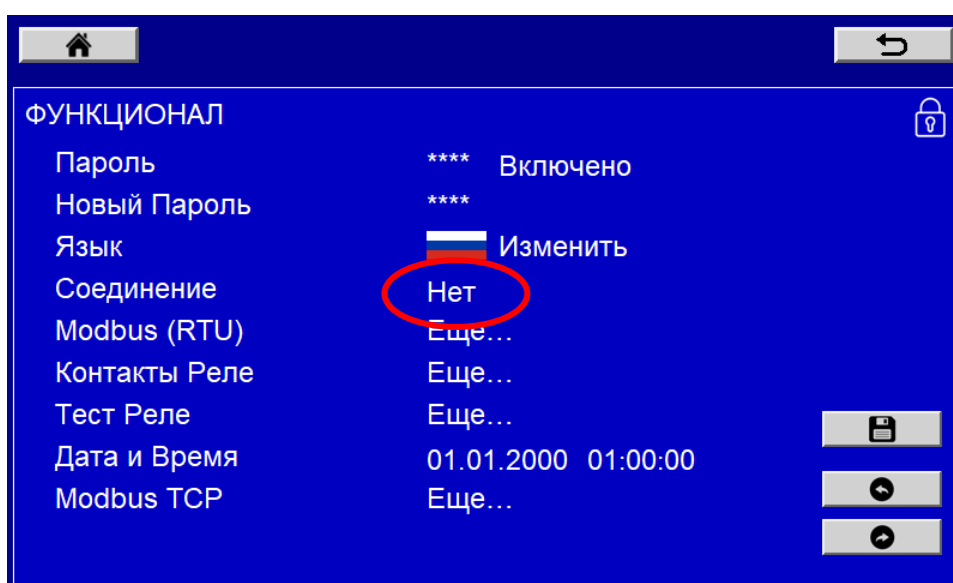 ФУНКЦИОНАЛ
Пароль **** Включено
Новый Пароль ****
Язык Изменить
Соединение Нет
Modbus (RTU) Еще...
Контакты Реле Еще...
Тест Реле Еще...
Дата и Время 01.01.2000 01:00:00
Modbus TCP Еще...